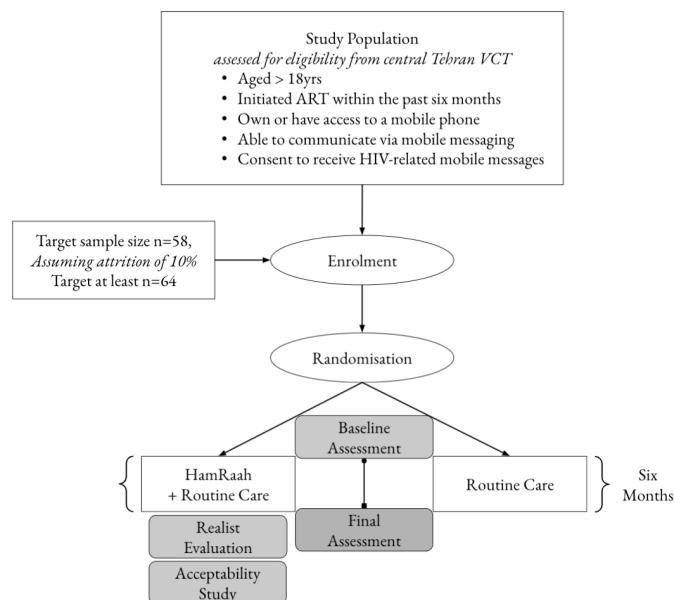 Study Population
assessed for eligibility from central Tehran VCT
• Aged > 18yrs
• Initiated ART within the past six months
• Own or have access to a mobile phone
• Able to communicate via mobile messaging
• Consent to receive HIV-related mobile messages
Target sample size n=58,
Assuming attrition of 10%
Target at least n=64
Enrolment
Randomisation
Baseline
Assessment
HamRaah
+ Routine Care
Routine Care
Six
Months
Final
Assessment
Realist
Evaluation
Acceptability
Study